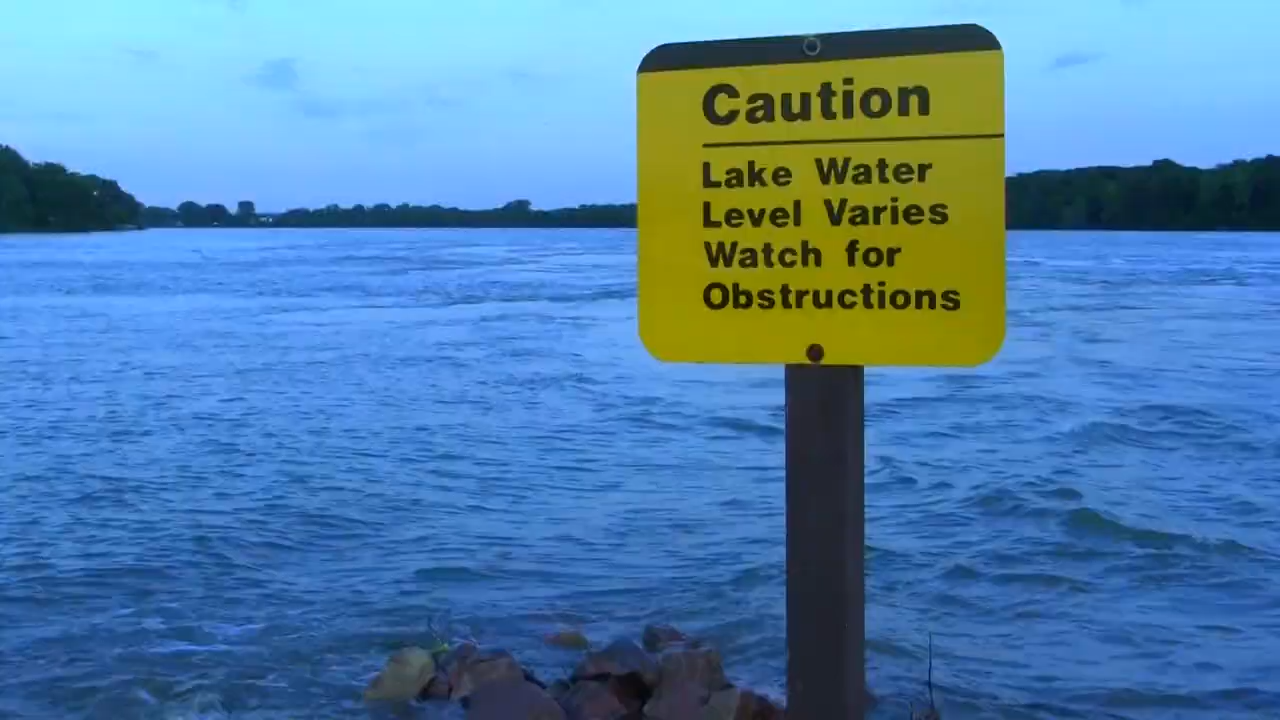 Caution
Lake Water
Level Varies
Watch for
Obstructions